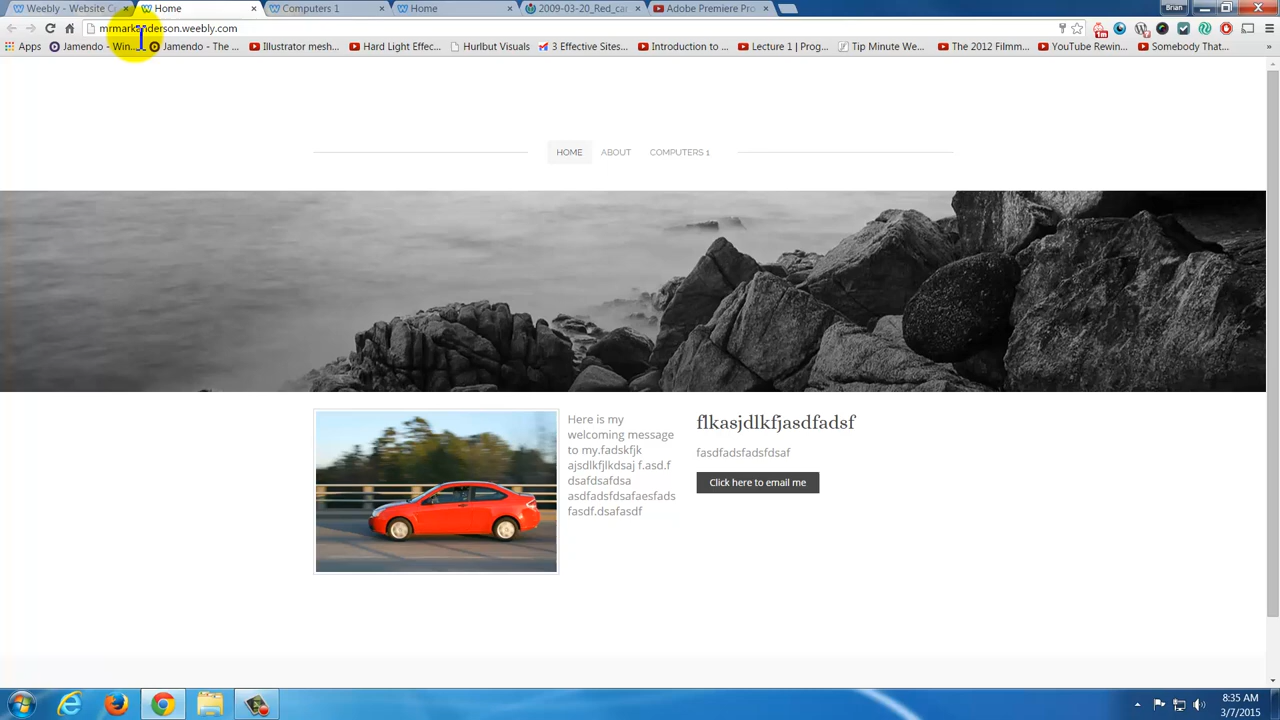 Weebly - Website C
Home
Computers 1
Home
2009-03-20_Red_car
Adobe Premiere Pro
Brian
mrmarkanderson.weebly.com
1m
Apps
Jamendo - Win...
Jamendo - The ...
Illustrator mesh...
Hard Light Effec...
Hurlbut Visuals
3 Effective Sites...
Introduction to ...
Lecture 1 | Prog...
Tip Minute We...
The 2012 Filmm...
YouTube Rewin...
Somebody That...
»
HOME
ABOUT
COMPUTERS 1
Here is my
welcoming message
to my.fadskfjk
ajsdlkfjlkdsaj f.asd.f
dsafdsafdsa
asdfadsfdsafaesfads
fasdf.dsafasdf
flkasjdlkfjasdfadsf
fasdfadsfadsfdsaf
Click here to email me
8:35 AM
3/7/2015